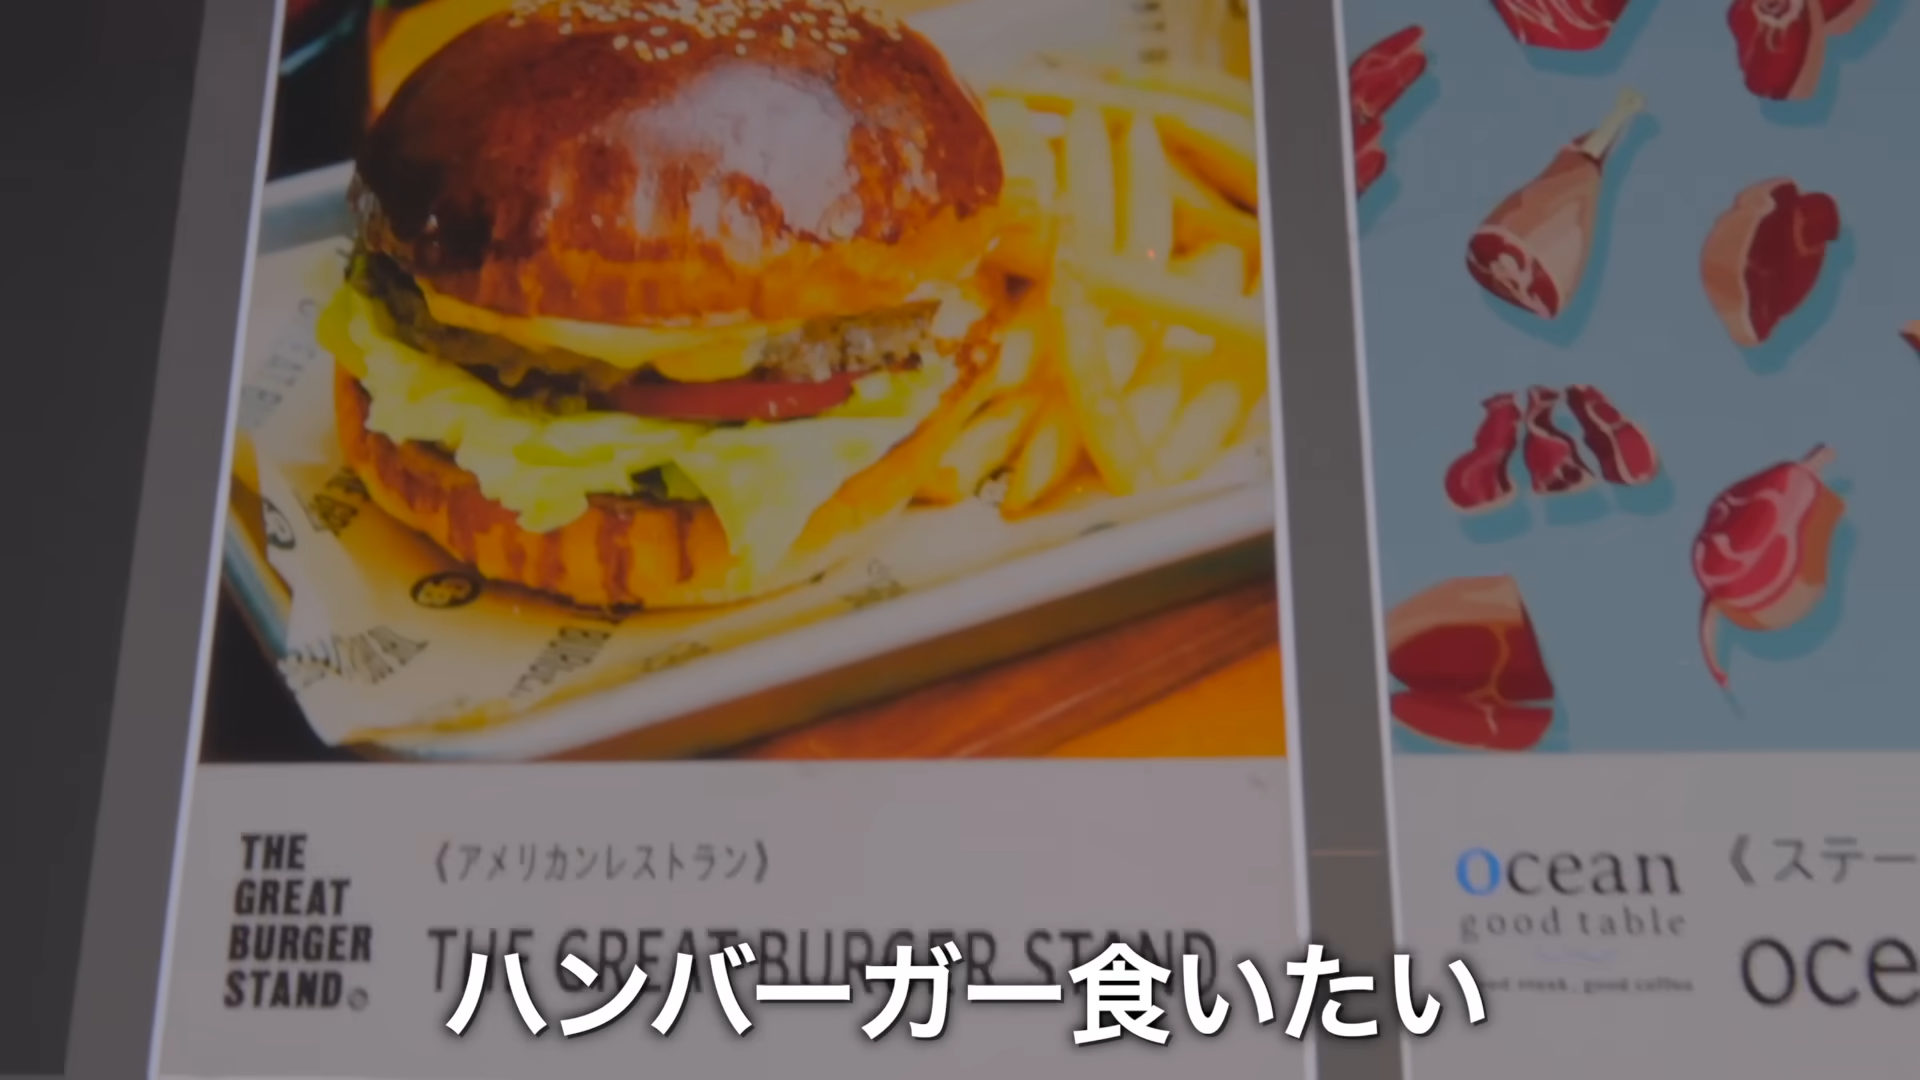 THE
GREAT
BURGER
STAND
《アメリカンレストラン》
THE GREAT BURGER STAND
ocean
good table
《ステー
oce
ハンバーガー食いたい